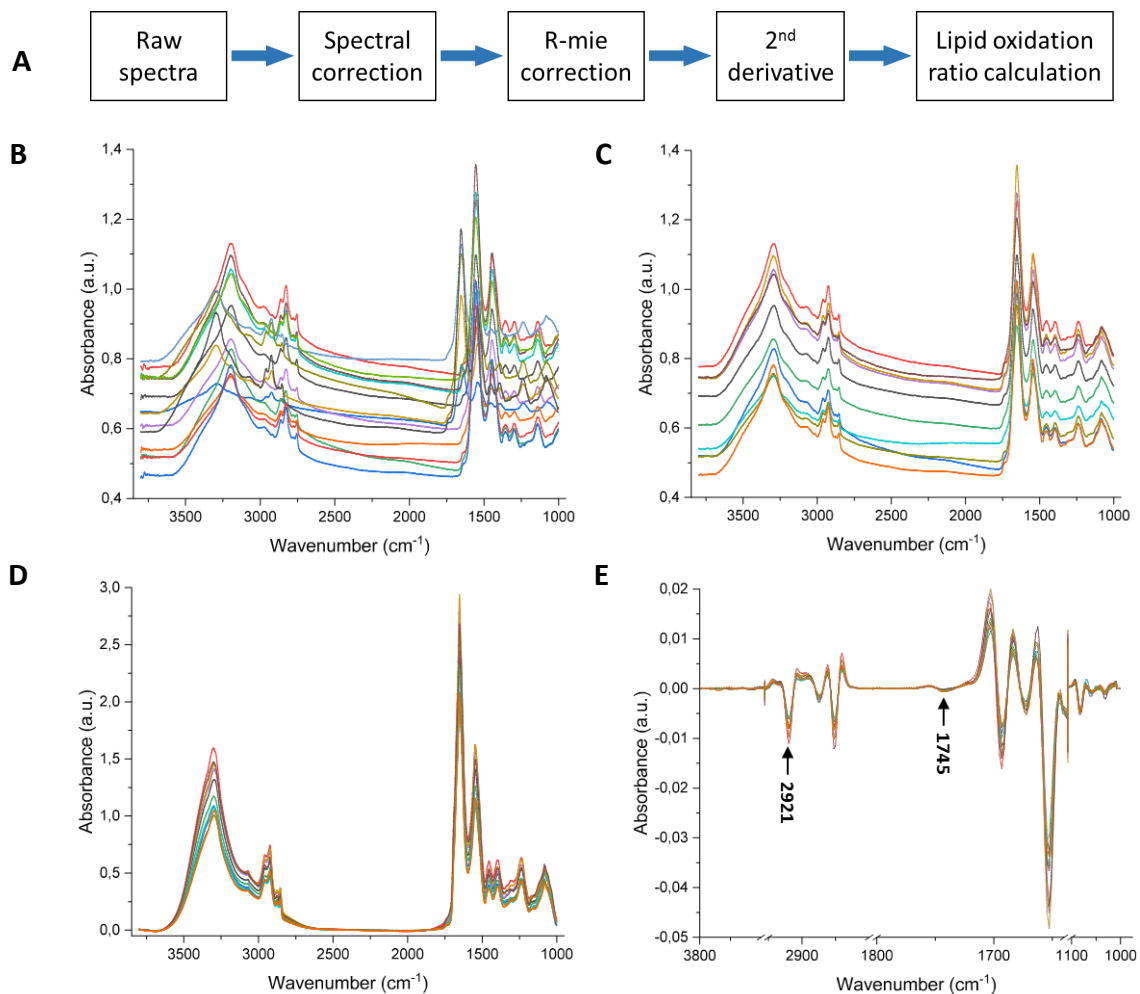 A
Raw
spectra
Spectral
correction
R-mie
correction
2nd
derivative
Lipid oxidation
ratio calculation
B
1,4
1,2
1,0
0,8
0,6
0,4
Absorbance (a.u.)
3500
3000
2500
2000
1500
1000
Wavenumber (cm-1)
C
1,4
1,2
1,0
0,8
0,6
0,4
Absorbance (a.u.)
3500
3000
2500
2000
1500
1000
Wavenumber (cm-1)
D
3.0
2.5
2,0
1.5
1.0
0.5
0,0
Absorbance (a.u.)
3500
3000
2500
2000
1500
1000
Wavenumber (cm-1)
E
0,02
0,01
0,00
-0,01
-0,02
-0,03
-0,04
-0,05
Absorbance (a.u.)
2921
1745
3800
2900
1800
1700
1100
1000
Wavenumber (cm-1)